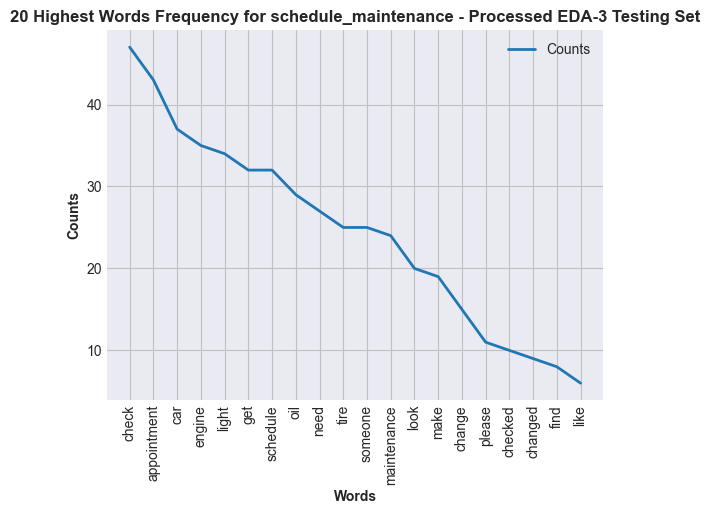 20 Highest Words Frequency for schedule_maintenance - Processed EDA-3 Testing Set
Counts
40
30
20
10
Counts
check
appointment
car
engine
light
get
schedule
oil
need
tire
someone
maintenance
look
make
change
please
checked
changed
find
like
Words